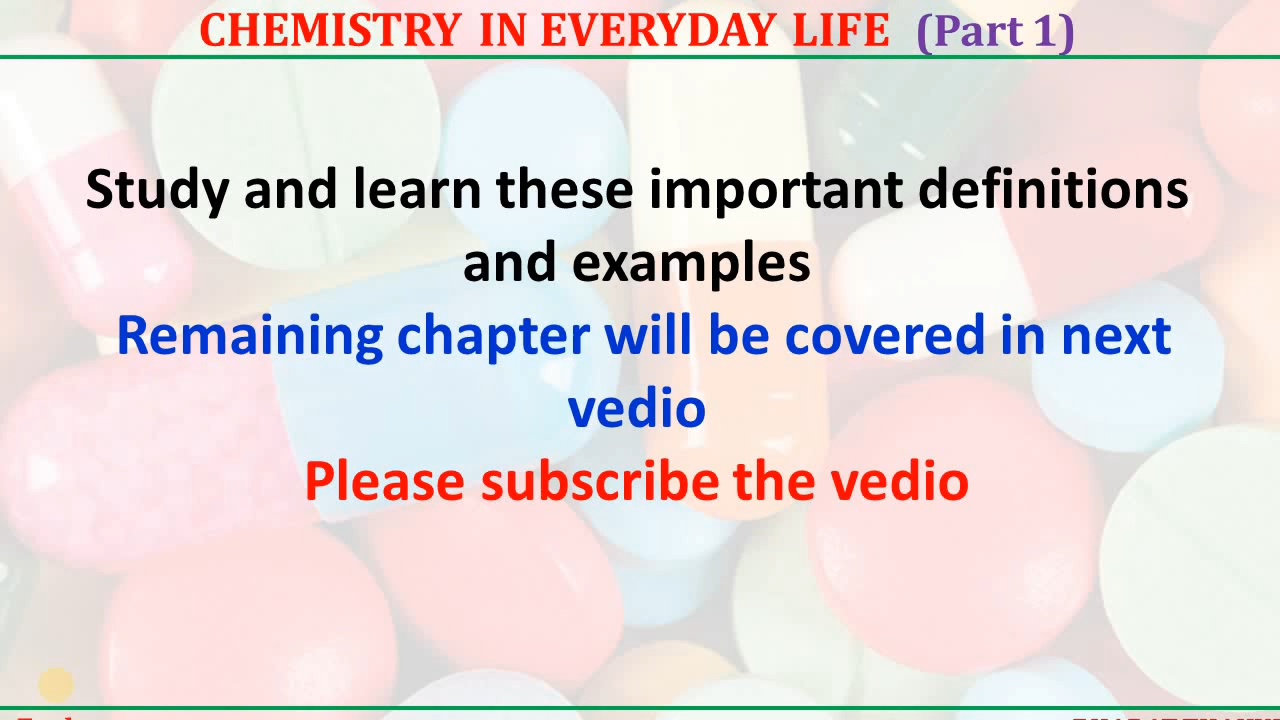 CHEMISTRY IN EVERYDAY LIFE (Part 1)
Study and learn these important definitions
and examples
Remaining chapter will be covered in next
vedio
Please subscribe the vedio